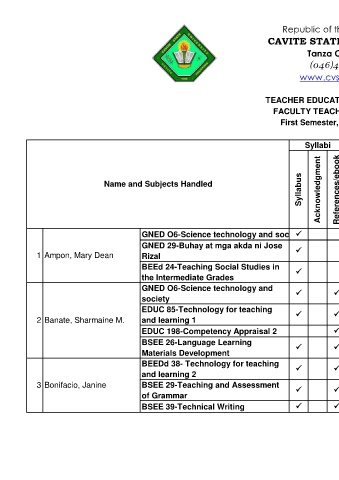 Republic of th
CAVITE STATE
Tanza C
(046)4
www.cvs
TEACHER EDUCAT
FACULTY TEACH
First Semester,
Name and Subjects Handled
Syllabi
Syllabus
Acknowledgment
References/ebook
GNED O6-Science technology and soc ✓
1 Ampon, Mary Dean
GNED 29-Buhay at mga akda ni Jose ✓
Rizal
BEEd 24-Teaching Social Studies in ✓
the Intermediate Grades
GNED O6-Science technology and ✓ ✓
society
2 Banate, Sharmaine M.
EDUC 85-Technology for teaching ✓ ✓
and learning 1
EDUC 198-Competency Appraisal 2 ✓
BSEE 26-Language Learning ✓ ✓
Materials Development
3 Bonifacio, Janine
BEEDd 38- Technology for teaching ✓ ✓
and learning 2
BSEE 29-Teaching and Assessment ✓ ✓
of Grammar
BSEE 39-Technical Writing ✓ ✓